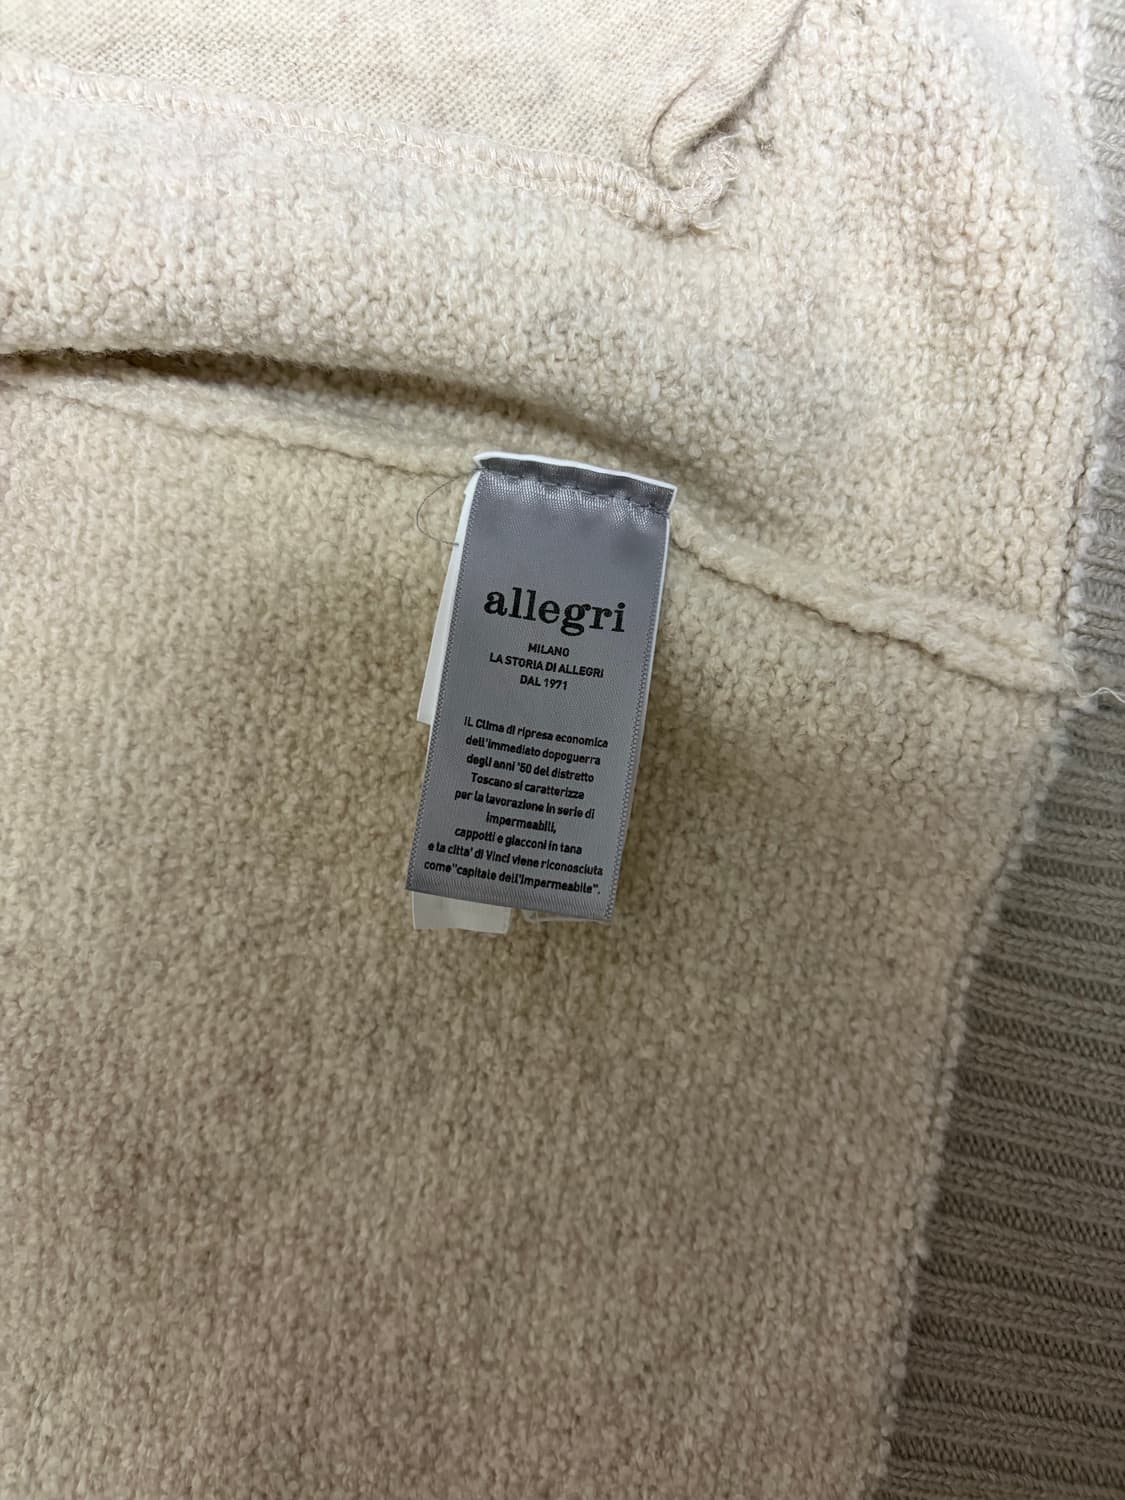 allegri
MILANO
LA STORIA DI ALLEGRI
DAL 1971
IL Clima di ripresa economica
dell'immediato dopoguerra
degli anni '50 del distretto
Toscano si caratterizza
per la lavorazione in serie di
impermeabili,
cappotti e giacconi in tana
e la citta' di Vinci viene riconosciuta
come"capitale dell'impermeabile".